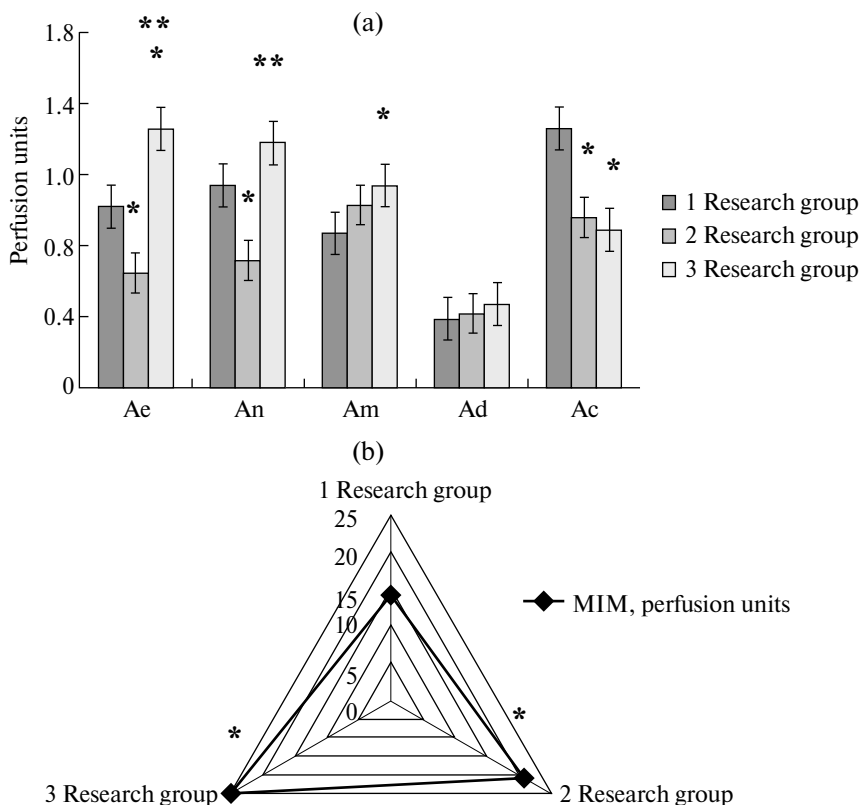 (a)
** **
* *
1.8
1.4
1.0
0.8
0.4
0
Perfusion units
* * * *
Ae An Am Ad Ac
1 Research group
2 Research group
3 Research group
(b)
1 Research group
25
20
15
10
5
0
MIM, perfusion units
* *
3 Research group
2 Research group